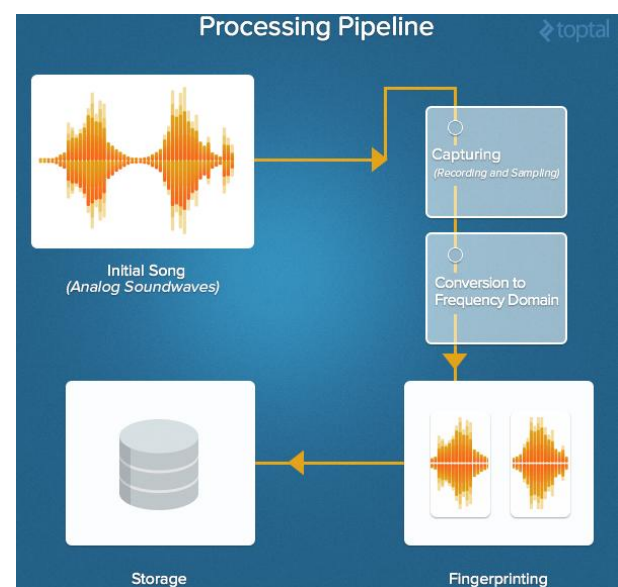 Processing Pipeline
toptal
Capturing
(Recording and Sampling)
Initial Song
(Analog Soundwaves)
Conversion to
Frequency Domain
Storage
Fingerprinting